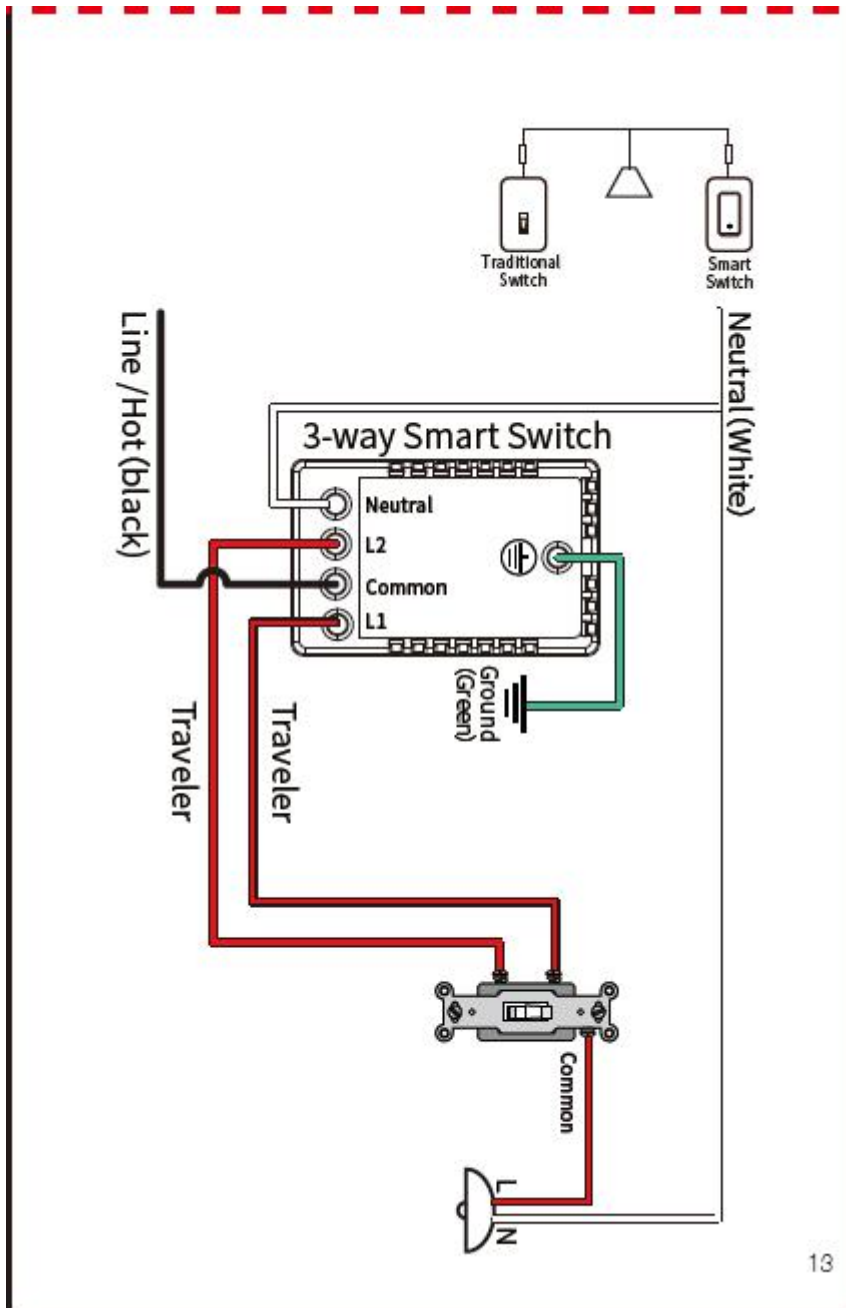 Traditional
Switch
Smart
Switch
Line /Hot (black)
Neutral (White)
3-way Smart Switch
Neutral
L2
Common
L1
Ground
(Green)
Traveler
Traveler
Common
L
N
13